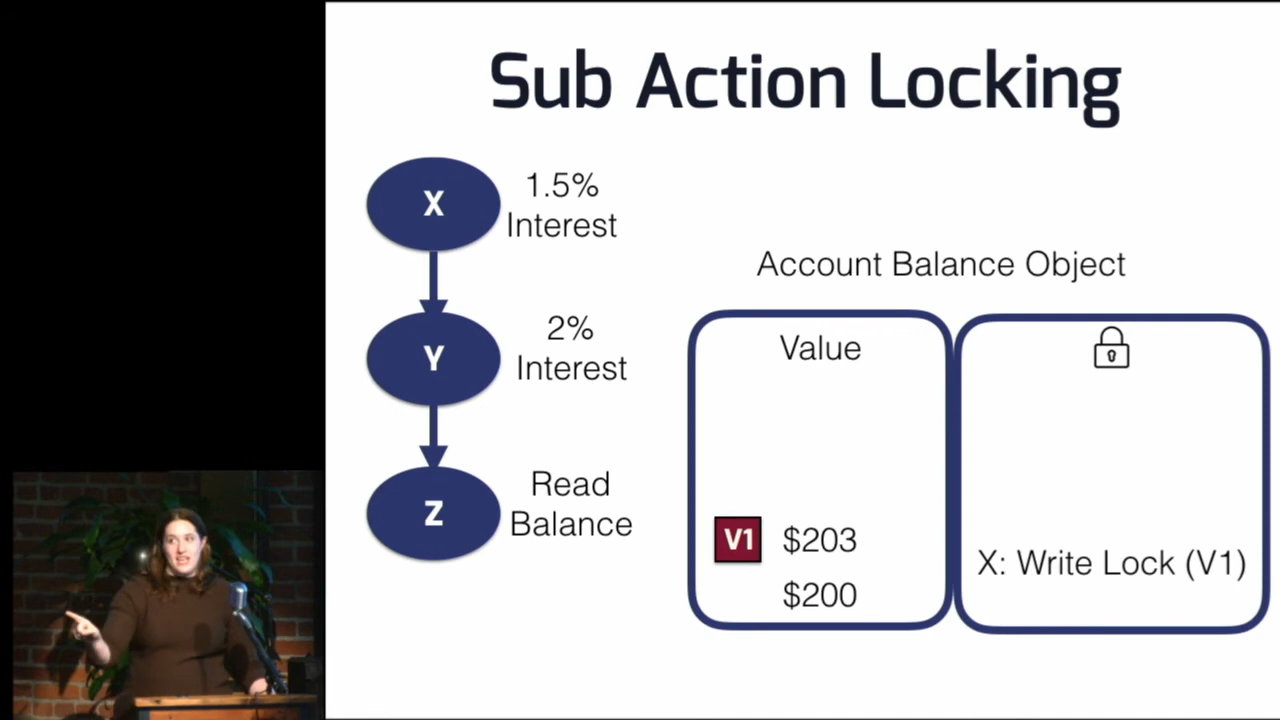 Sub Action Locking
X
1.5%
Interest
Y
2%
Interest
Z
Read
Balance
Account Balance Object
Value
V1 $203
$200
X: Write Lock (V1)